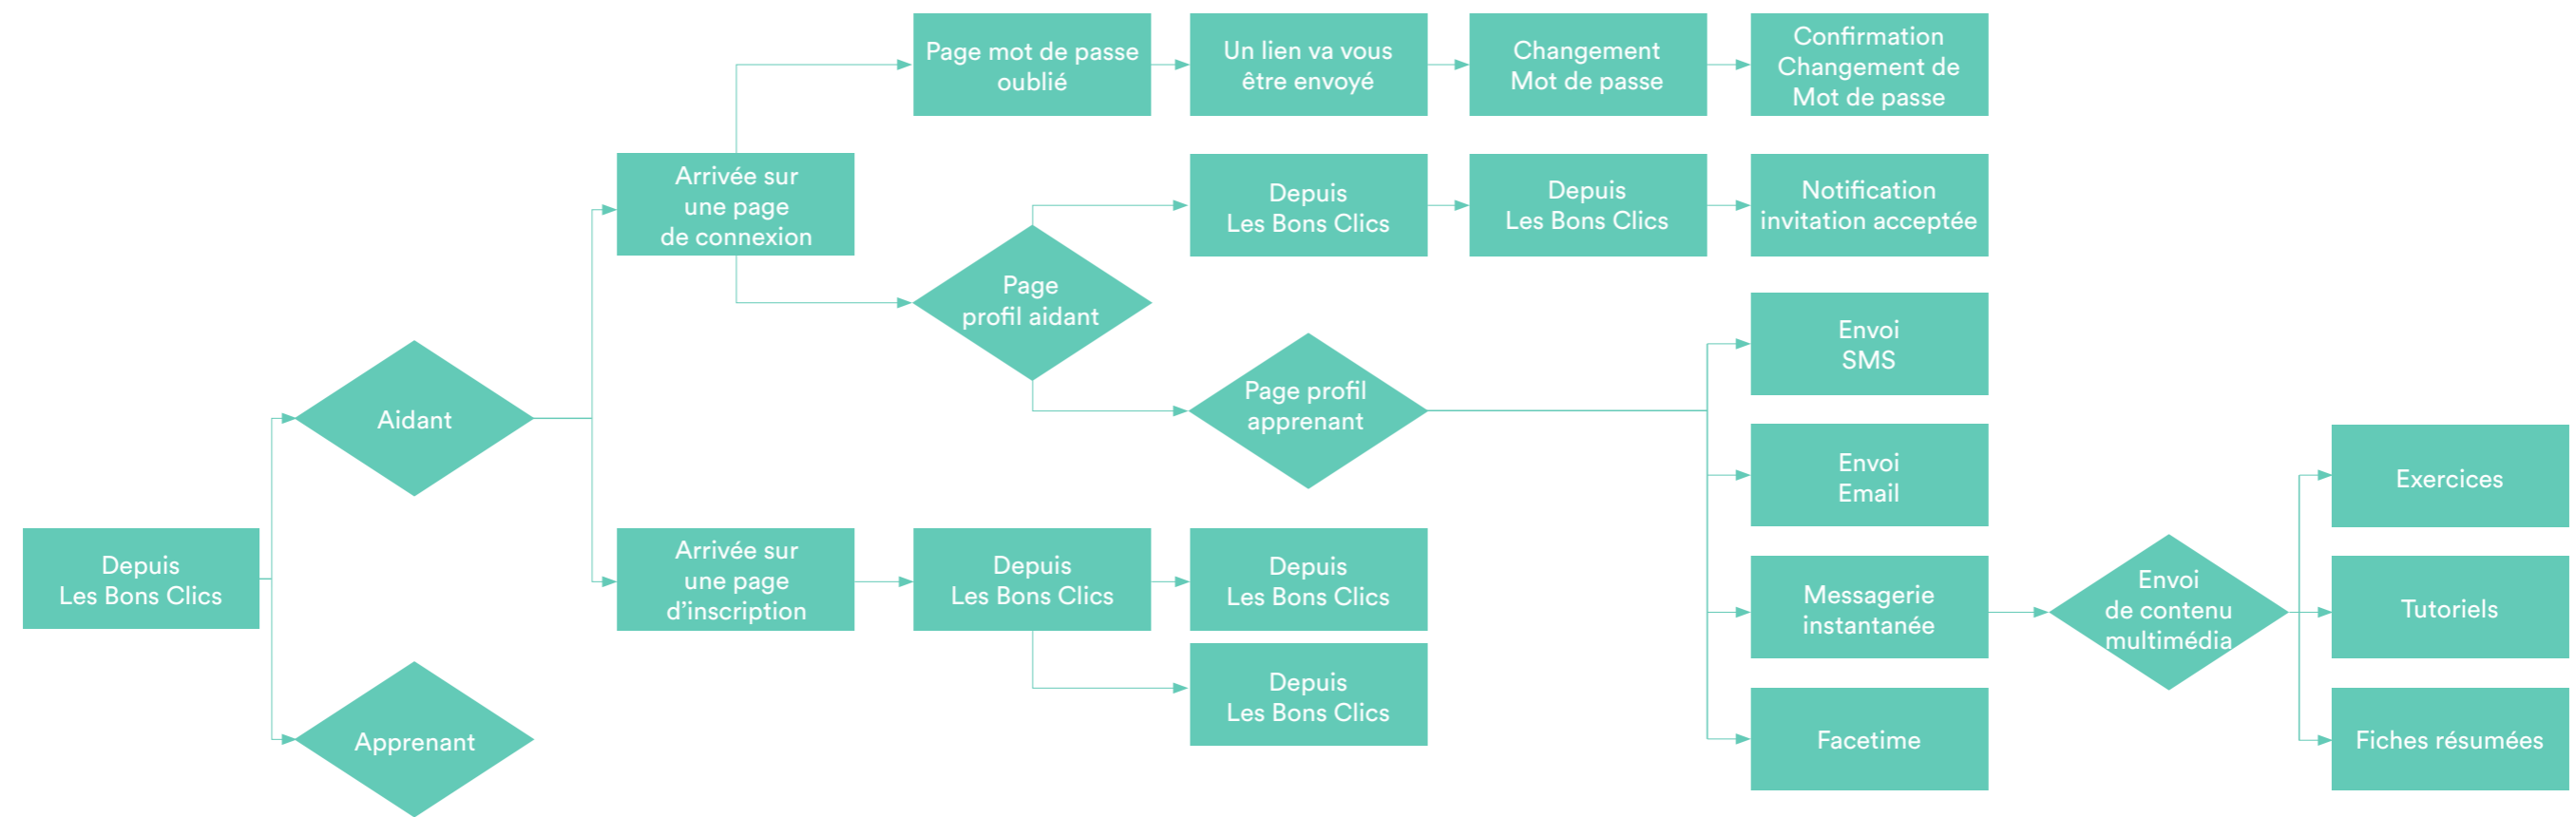 Page mot de passe
oublié
Un lien va vous
être envoyé
Changement
Mot de passe
Confirmation
Changement de
Mot de passe
Arrivée sur
une page
de connexion
Depuis
Les Bons Clics
Depuis
Les Bons Clics
Notification
invitation acceptée
Page
profil aidant
Envoi
SMS
Aidant
Page profil
apprenant
Envoi
Email
Exercices
Depuis
Les Bons Clics
Arrivée sur
une page
d'inscription
Depuis
Les Bons Clics
Depuis
Les Bons Clics
Messagerie
instantanée
Envoi
de contenu
multimédia
Tutoriels
Depuis
Les Bons Clics
Apprenant
Facetime
Fiches résumées